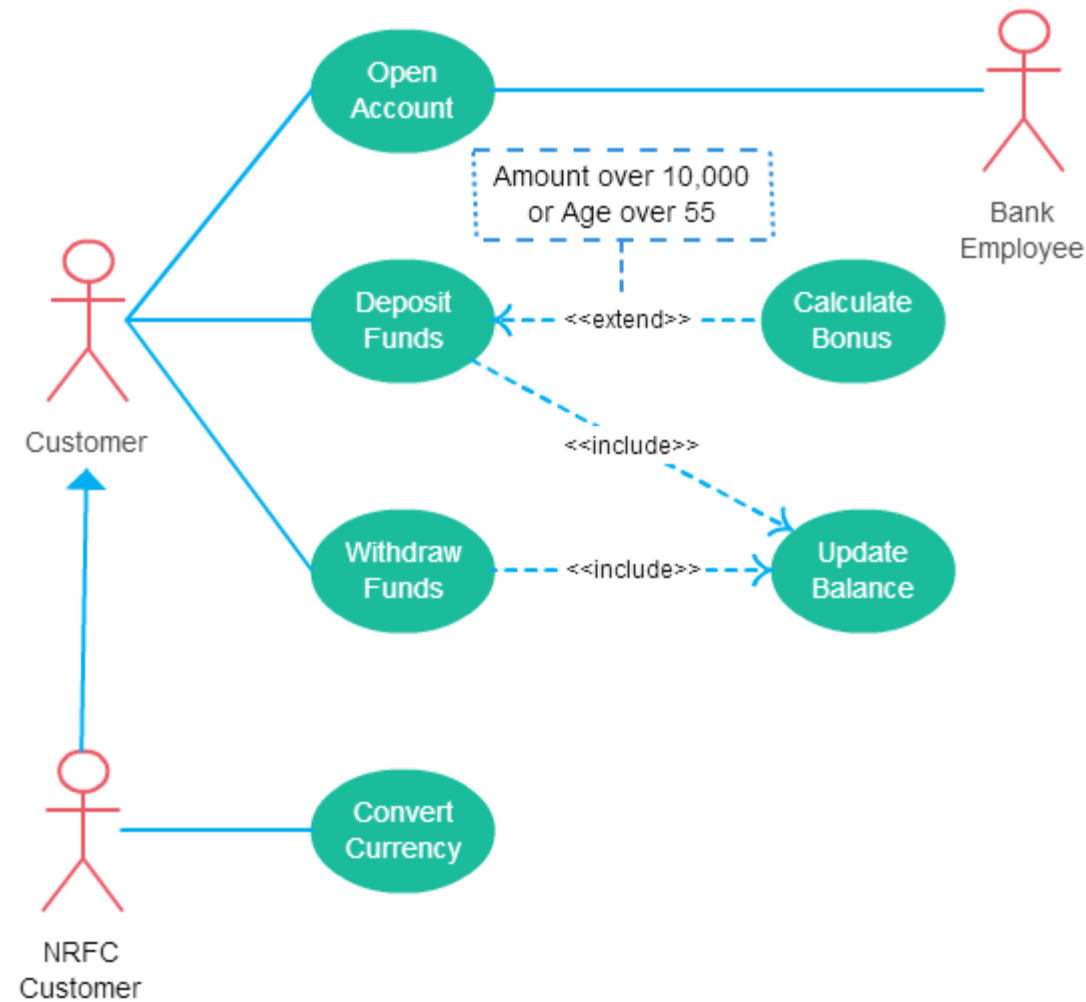 Open
Account
Amount over 10,000
or Age over 55
Bank
Employee
Deposit
Funds
<<extend>>
Calculate
Bonus
Customer
<<include>>
Withdraw
Funds
<<include>>
Update
Balance
Convert
Currency
NRFC
Customer